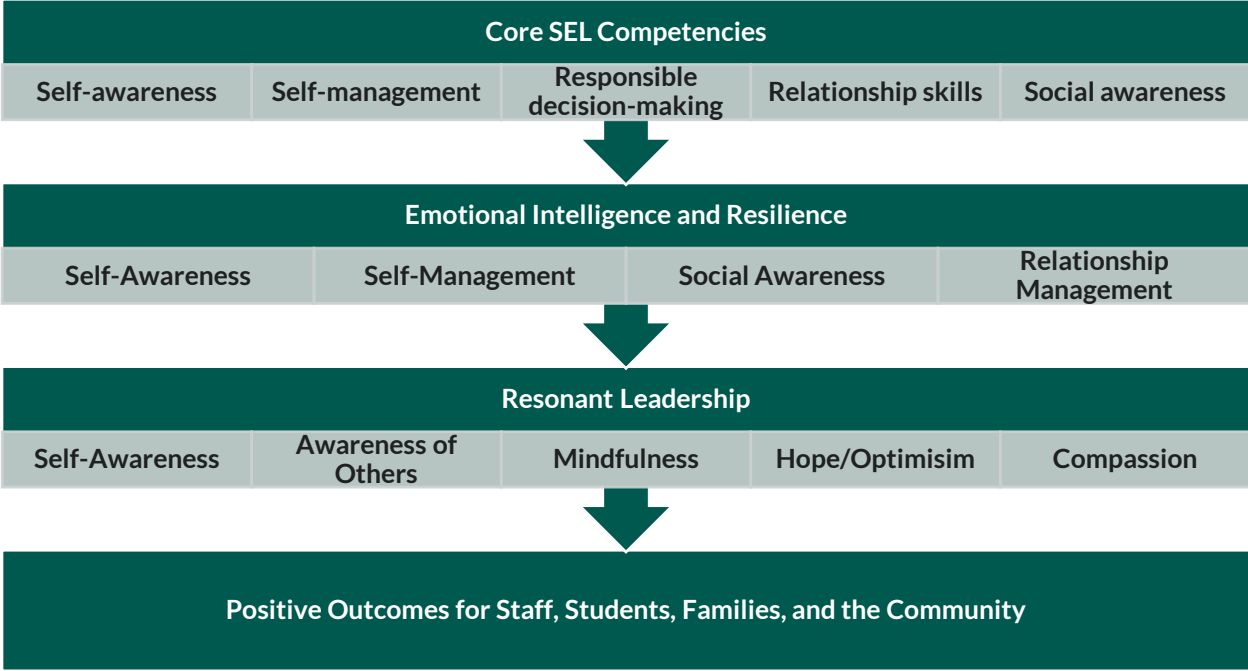 Core SEL Competencies
Self-awareness
Self-management
Responsible
decision-making
Relationship skills
Social awareness
Emotional Intelligence and Resilience
Self-Awareness
Self-Management
Social Awareness
Relationship
Management
Resonant Leadership
Self-Awareness
Awareness of
Others
Mindfulness
Hope/Optimisim
Compassion
Positive Outcomes for Staff, Students, Families, and the Community